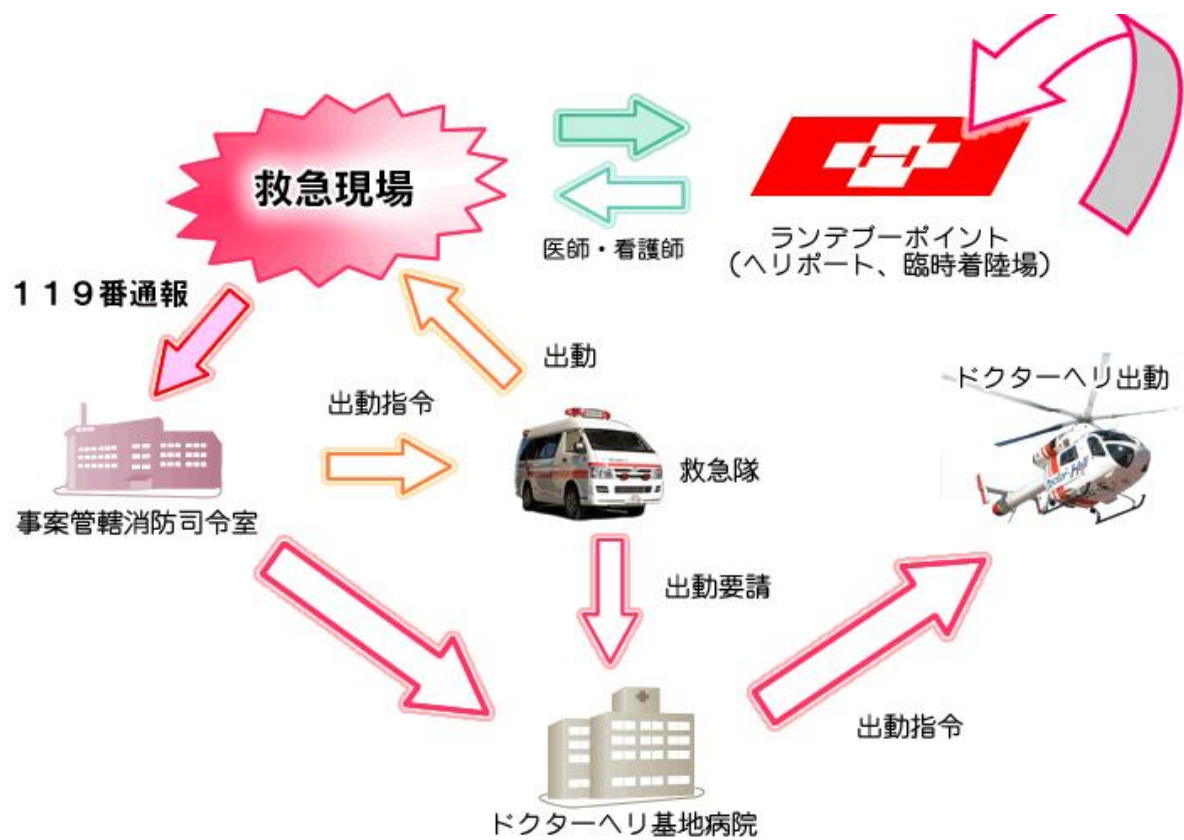 救急現場
医師・看護師
ランデブーポイント
（ヘリポート、臨時着陸場）
１１９番通報
出動
ドクターヘリ出動
出動指令
救急隊
事案管轄消防司令室
出動要請
出動指令
ドクターヘリ基地病院